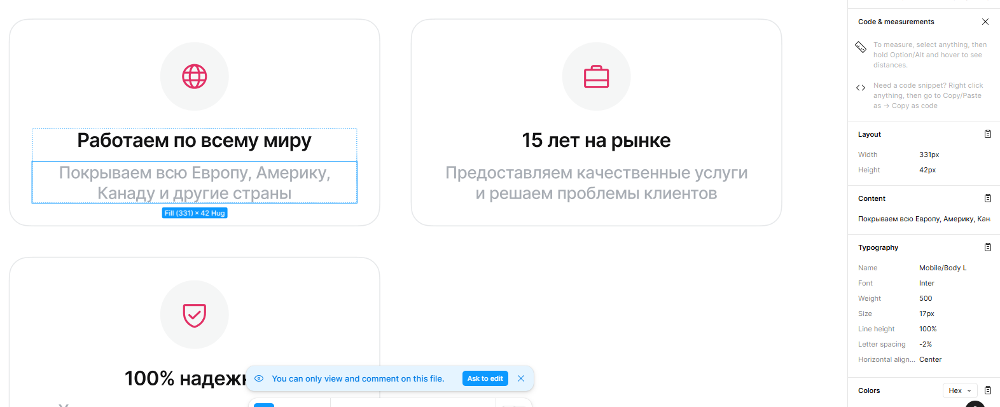 Работаем по всему миру
Покрываем всю Европу, Америку,
Канаду и другие страны
Fill (331) × 42 Hug
15 лет на рынке
Предоставляем качественные услуги
и решаем проблемы клиентов
100% надежн
You can only view and comment on this file.
Ask to edit
Code & measurements
To measure, select anything, then
hold Option/Alt and hover to see
distances.
Need a code snippet? Right click
anything, then go to Copy/Paste
as → Copy as code
Layout
Width 331px
Height 42px
Content
Покрываем всю Европу, Америку, Кан
Typography
Name Mobile/Body L
Font Inter
Weight 500
Size 17px
Line height 100%
Letter spacing -2%
Horizontal align... Center
Colors Hex